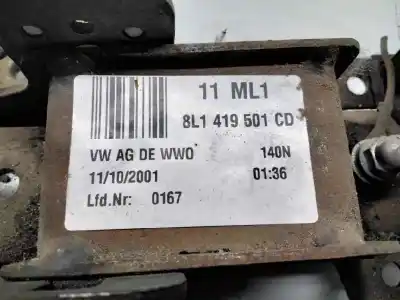 11 ML1
8L1 419 501 CD
VW AG DE WWO 140N
11/10/2001 01:36
Lfd.Nr: 0167